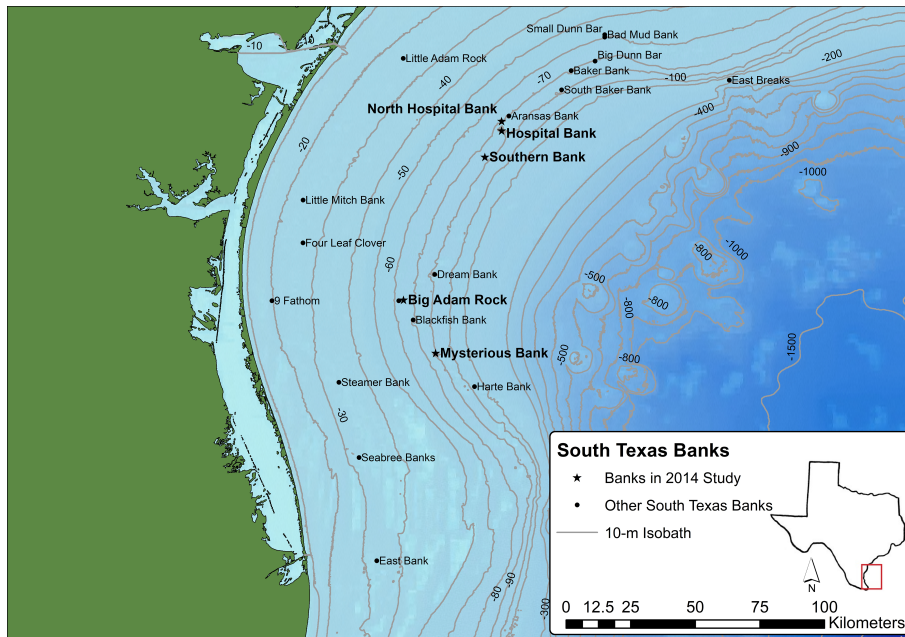 Small Dunn Bar
Bad Mud Bank
-10
-10
Little Adam Rock
Big Dunn Bar
-200
-40
-70
Baker Bank
-100
East Breaks
South Baker Bank
-400
North Hospital Bank
Aransas Bank
Hospital Bank
-20
-900
Southern Bank
-50
-1000
Little Mitch Bank
Four Leaf Clover
-800
-1000
-60
Dream Bank
-500
9 Fathom
Big Adam Rock
-800
-800
Blackfish Bank
-1500
Mysterious Bank
-500
-800
Steamer Bank
Harte Bank
-30
Seabree Banks
East Bank
-90
-80
-300
South Texas Banks
Banks in 2014 Study
Other South Texas Banks
10-m Isobath
N
0 12.5 25 50 75 100
Kilometers